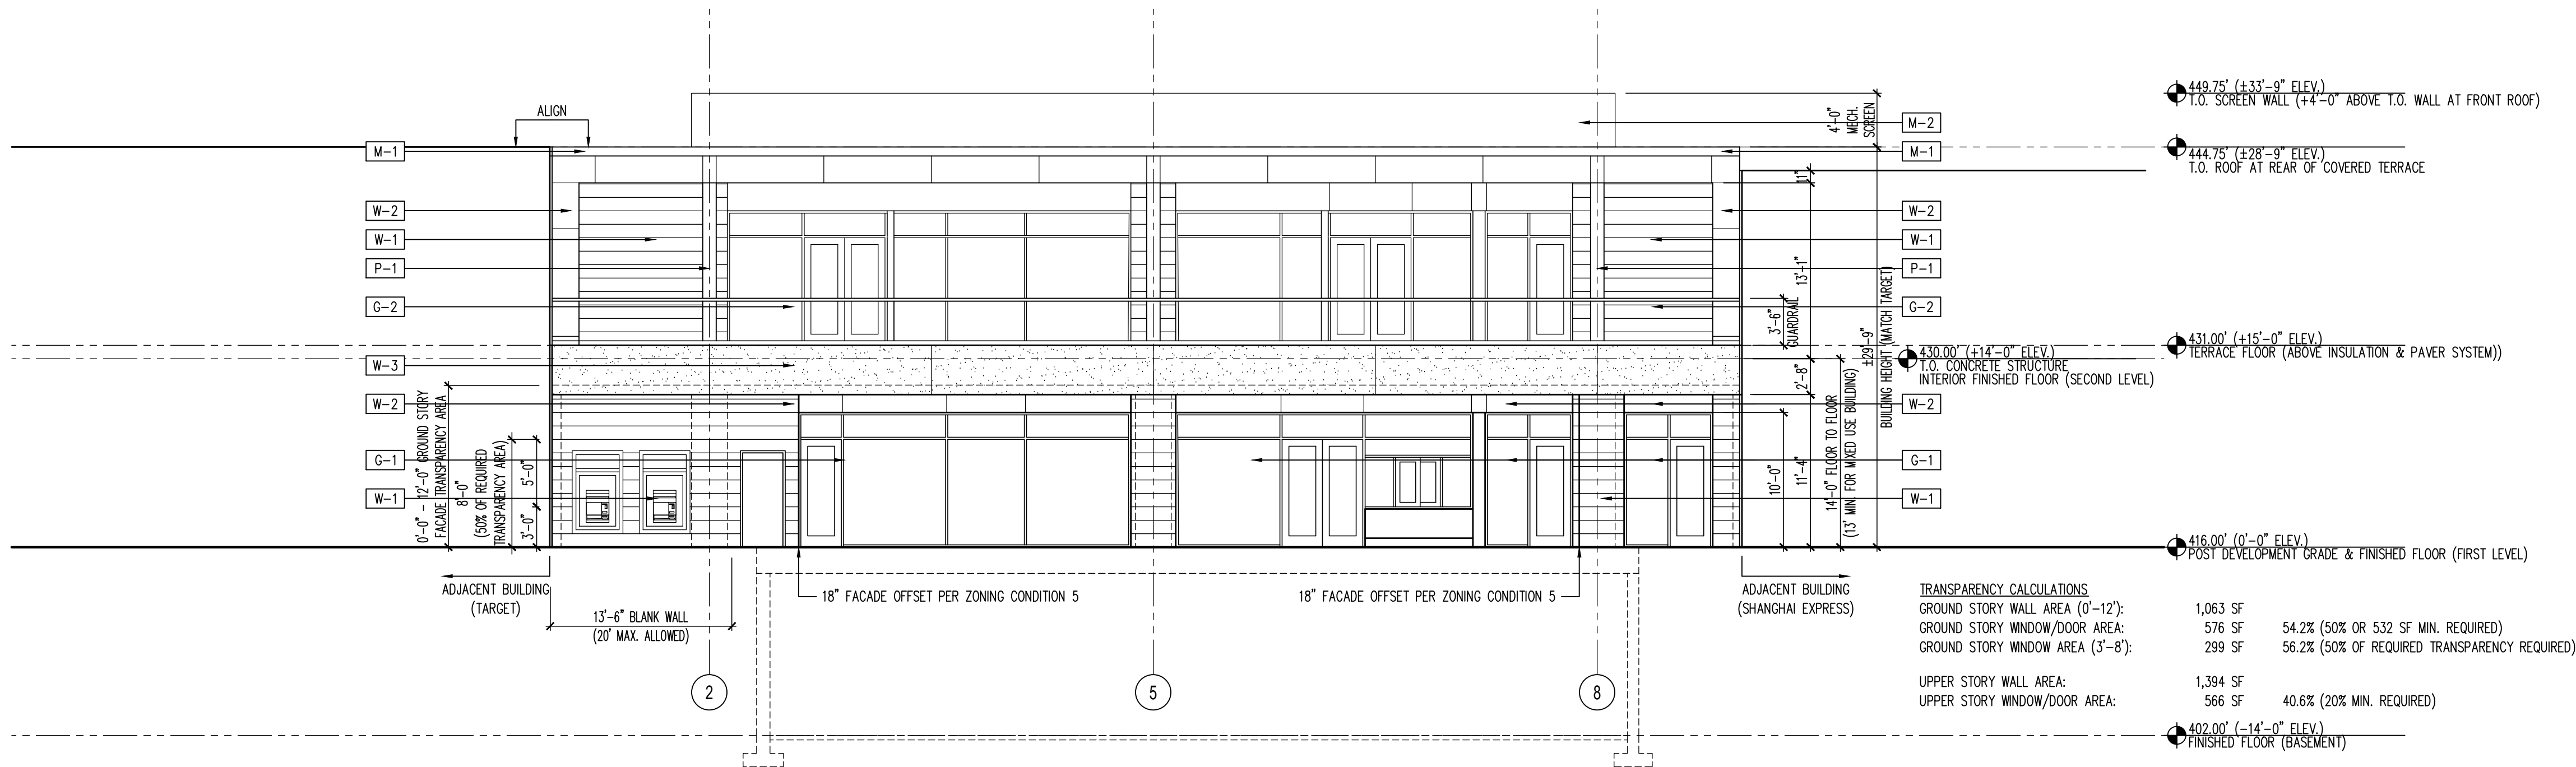 449.75' (±33'-9" ELEV.)
T.O. SCREEN WALL (+4'-0" ABOVE T.O. WALL AT FRONT ROOF)
ALIGN
4'-0"
MECH.
SCREEN
M-2
M-1
M-1
444.75' (±28'-9" ELEV.)
T.O. ROOF AT REAR OF COVERED TERRACE
11"
W-2
W-2
W-1
W-1
P-1
P-1
13'-1"
G-2
G-2
3'-6"
GUARDRAIL
±29'-9"
BUILDING HEIGHT (MATCH TARGET)
431.00' (+15'-0" ELEV.)
TERRACE FLOOR (ABOVE INSULATION & PAVER SYSTEM))
430.00' (+14'-0" ELEV.)
T.O. CONCRETE STRUCTURE
INTERIOR FINISHED FLOOR (SECOND LEVEL)
W-3
2'-8"
W-2
W-2
0'-0" - 12'-0" GROUND STORY
FACADE TRANSPARENCY AREA
8'-0"
(50% OF REQUIRED
TRANSPARENCY AREA)
5'-0"
3'-0"
G-1
G-1
W-1
W-1
10'-0"
11'-4"
14'-0" FLOOR TO FLOOR
(13' MIN. FOR MIXED USE BUILDING)
416.00' (0'-0" ELEV.)
POST DEVELOPMENT GRADE & FINISHED FLOOR (FIRST LEVEL)
ADJACENT BUILDING
(TARGET)
13'-6" BLANK WALL
(20' MAX. ALLOWED)
18" FACADE OFFSET PER ZONING CONDITION 5
18" FACADE OFFSET PER ZONING CONDITION 5
ADJACENT BUILDING
(SHANGHAI EXPRESS)
TRANSPARENCY CALCULATIONS
GROUND STORY WALL AREA (0'-12'): 1,063 SF
GROUND STORY WINDOW/DOOR AREA: 576 SF 54.2% (50% OR 532 SF MIN. REQUIRED)
GROUND STORY WINDOW AREA (3'-8'): 299 SF 56.2% (50% OF REQUIRED TRANSPARENCY REQUIRED)
UPPER STORY WALL AREA: 1,394 SF
UPPER STORY WINDOW/DOOR AREA: 566 SF 40.6% (20% MIN. REQUIRED)
2
5
8
402.00' (-14'-0" ELEV.)
FINISHED FLOOR (BASEMENT)